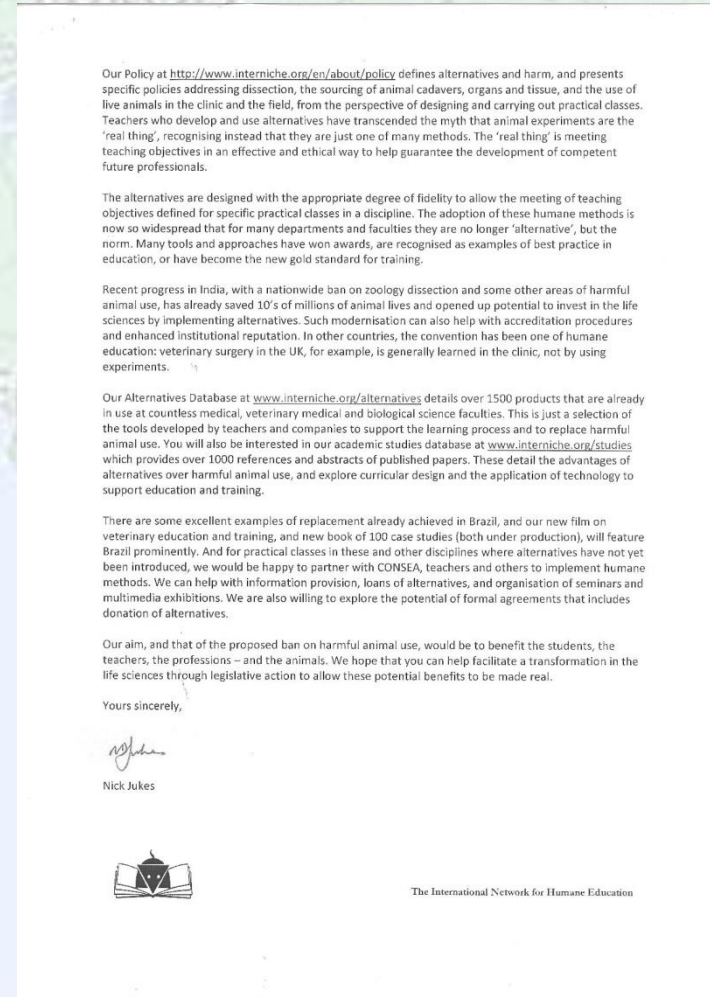 Our Policy at http://www.interniche.org/en/about/policy defines alternatives and harm, and presents
specific policies addressing dissection, the sourcing of animal cadavers, organs and tissue, and the use of
live animals in the clinic and the field, from the perspective of designing and carrying out practical classes.
Teachers who develop and use alternatives have transcended the myth that animal experiments are the
'real thing', recognising instead that they are just one of many methods. The 'real thing' is meeting
teaching objectives in an effective and ethical way to help guarantee the development of competent
future professionals.
The alternatives are designed with the appropriate degree of fidelity to allow the meeting of teaching
objectives defined for specific practical classes in a discipline. The adoption of these humane methods is
now so widespread that for many departments and faculties they are no longer 'alternative', but the
norm. Many tools and approaches have won awards, are recognised as examples of best practice in
education, or have become the new gold standard for training.
Recent progress in India, with a nationwide ban on zoology dissection and some other areas of harmful
animal use, has already saved 10's of millions of animal lives and opened up potential to invest in the life
sciences by implementing alternatives. Such modernisation can also help with accreditation procedures
and enhanced institutional reputation. In other countries, the convention has been one of humane
education: veterinary surgery in the UK, for example, is generally learned in the clinic, not by using
experiments.
Our Alternatives Database at www.interniche.org/alternatives details over 1500 products that are already
in use at countless medical, veterinary medical and biological science faculties. This is just a selection of
the tools developed by teachers and companies to support the learning process and to replace harmful
animal use. You will also be interested in our academic studies database at www.interniche.org/studies
which provides over 1000 references and abstracts of published papers. These detail the advantages of
alternatives over harmful animal use, and explore curricular design and the application of technology to
support education and training.
There are some excellent examples of replacement already achieved in Brazil, and our new film on
veterinary education and training, and new book of 100 case studies (both under production), will feature
Brazil prominently. And for practical classes in these and other disciplines where alternatives have not yet
been introduced, we would be happy to partner with CONSEA, teachers and others to implement humane
methods. We can help with information provision, loans of alternatives, and organisation of seminars and
multimedia exhibitions. We are also willing to explore the potential of formal agreements that includes
donation of alternatives.
Our aim, and that of the proposed ban on harmful animal use, would be to benefit the students, the
teachers, the professions – and the animals. We hope that you can help facilitate a transformation in the
life sciences through legislative action to allow these potential benefits to be made real.
Yours sincerely,
Nick Jukes
The International Network for Humane Education